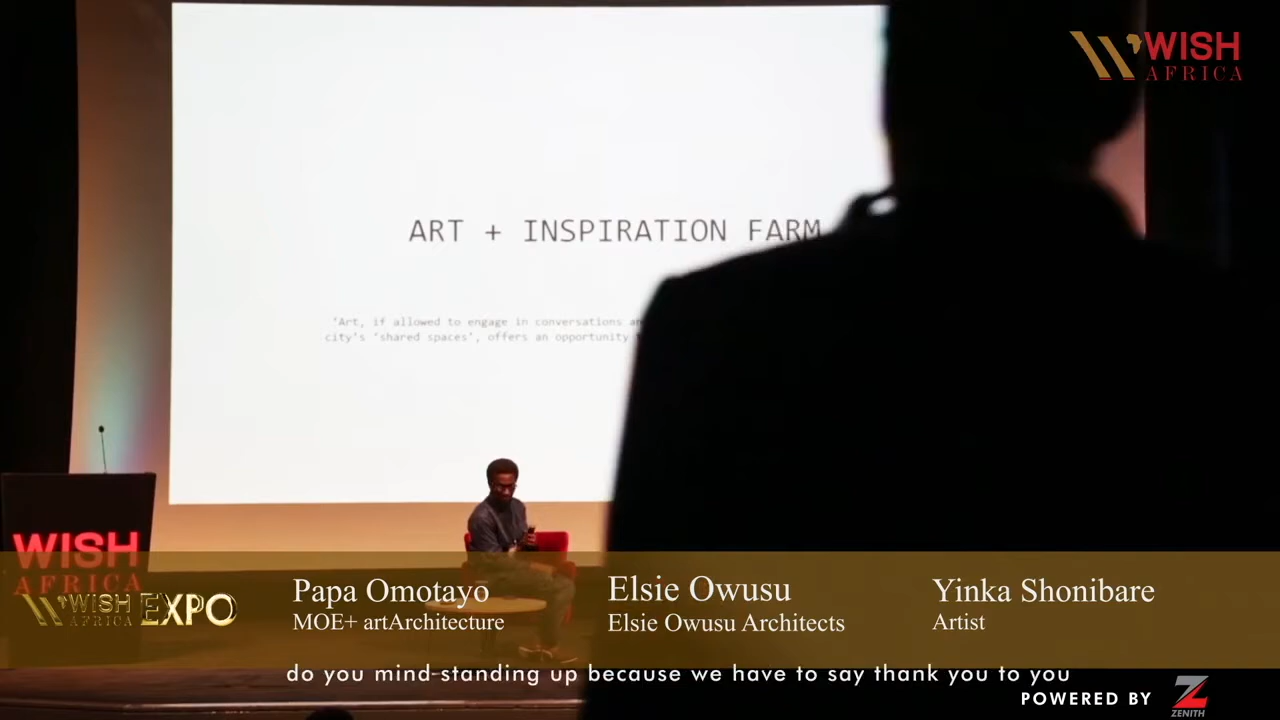 WISH
AFRICA
ART + INSPIRATION FARM
'Art, if allowed to engage in conversations
city's 'shared spaces', offers an opportunity
WISH
AFRICA
WISH
AFRICA
EXPO
Papa Omotayo
MOE+ artArchitecture
Elsie Owusu
Elsie Owusu Architects
Yinka Shonibare
Artist
do you mind standing up because we have to say thank you to you
POWERED BY
ZENITH